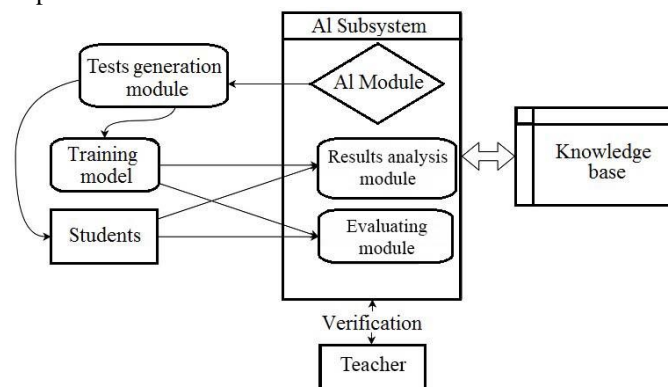 Al Subsystem
Tests generation
module
Al Module
Training
model
Results analysis
module
Knowledge
base
Students
Evaluating
module
Verification
Teacher